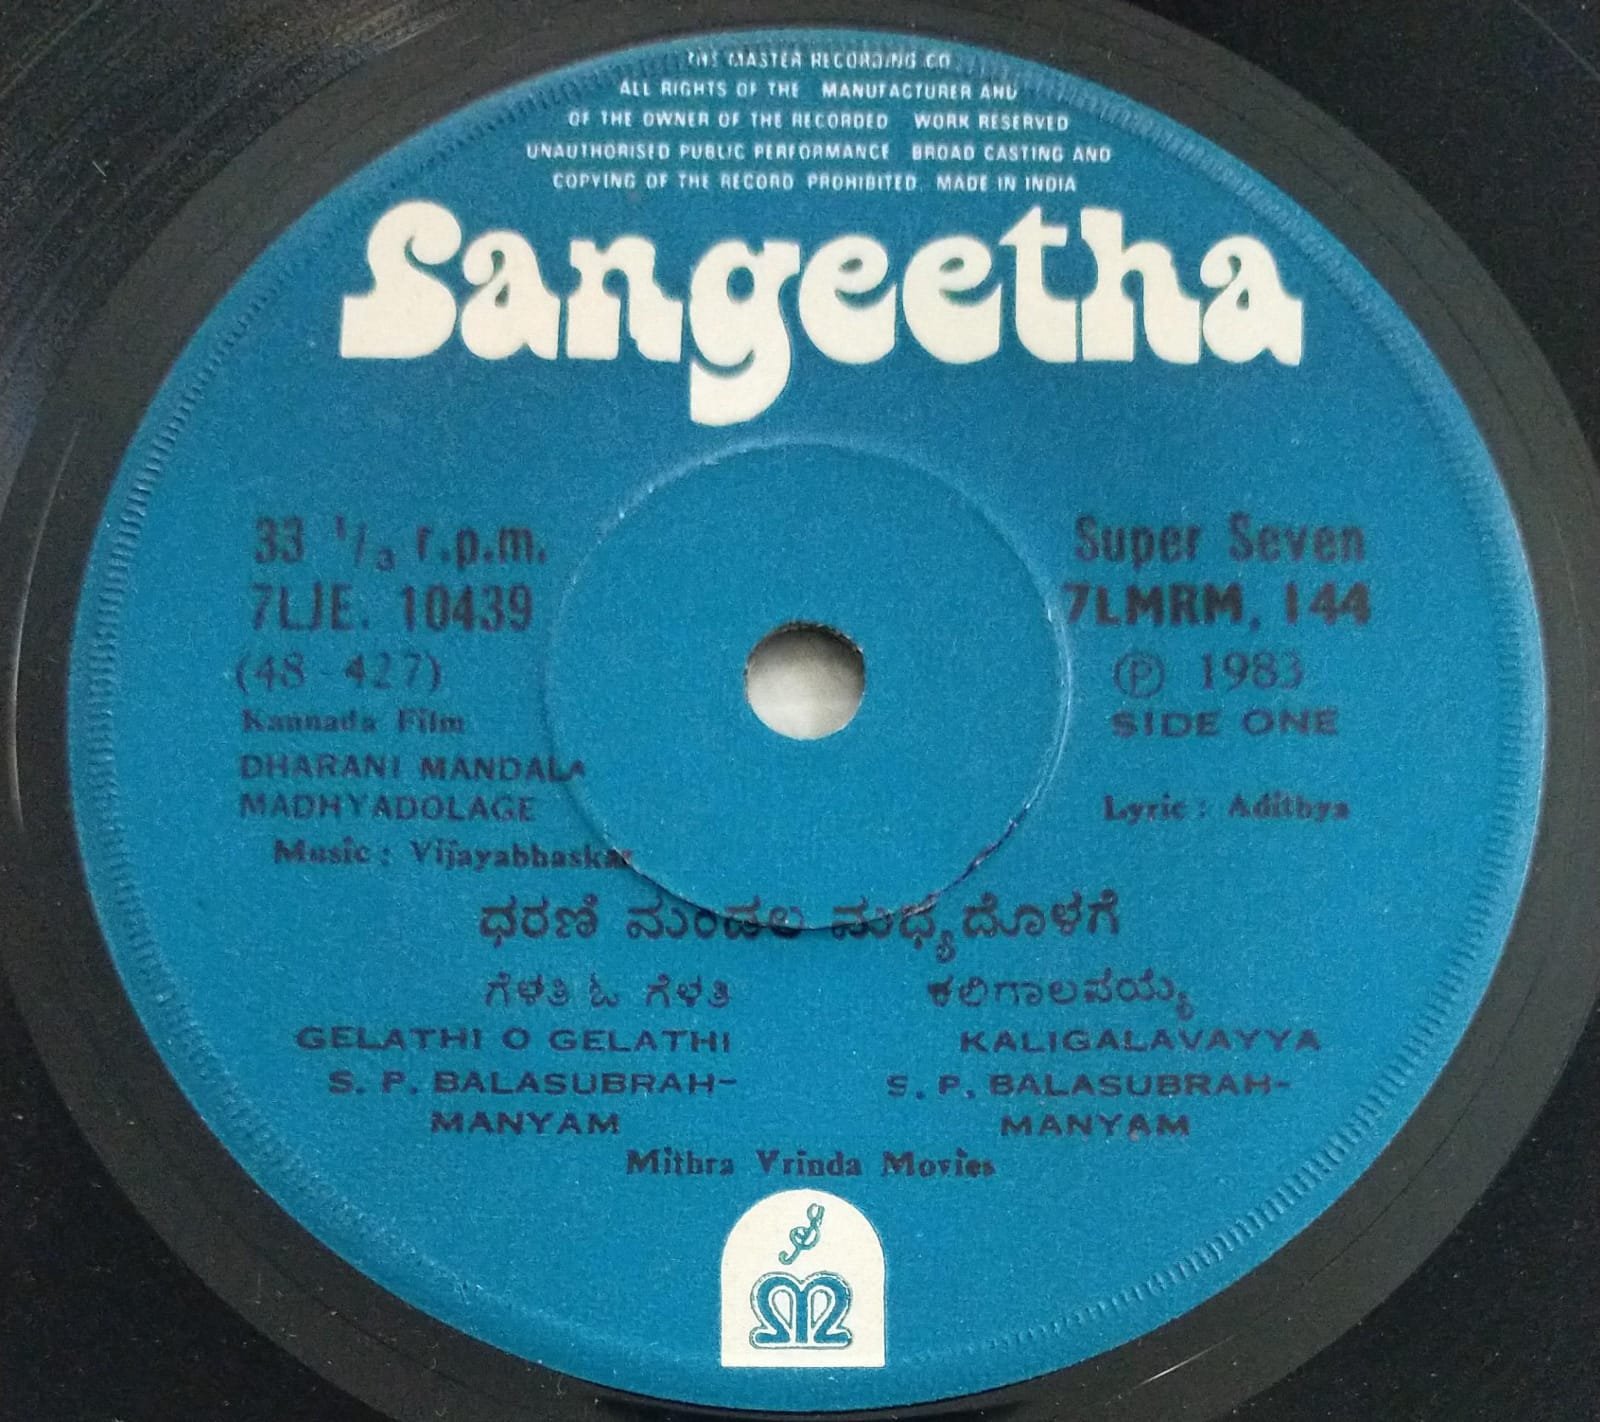 THE MASTER RECORDING CO
ALL RIGHTS OF THE MANUFACTURER AND
OF THE OWNER OF THE RECORDED WORK RESERVED
UNAUTHORISED PUBLIC PERFORMANCE BROAD CASTING AND
COPYING OF THE RECORD PROHIBITED. MADE IN INDIA
Sangeetha
33 1/3 r.p.m.
7LJE. 10439
(48-427)
Kannada Film
DHARANI MANDALA
MADHYADOLAGE
Music : Vijayabhaskar
Super Seven
7LMRM, 144
Ⓟ 1983
SIDE ONE
Lyric : Adithya
ಧರಣಿ ಮಂಡಲ ಮಧ್ಯದೊಳಗೆ
ಗೆಳತಿ ಓ ಗೆಳತಿ
GELATHI O GELATHI
S. P. BALASUBRAH-
MANYAM
ಕಲಿಗಾಲವಯ್ಯ
KALIGALAVAYYA
S. P. BALASUBRAH-
MANYAM
Mithra Vrinda Movies